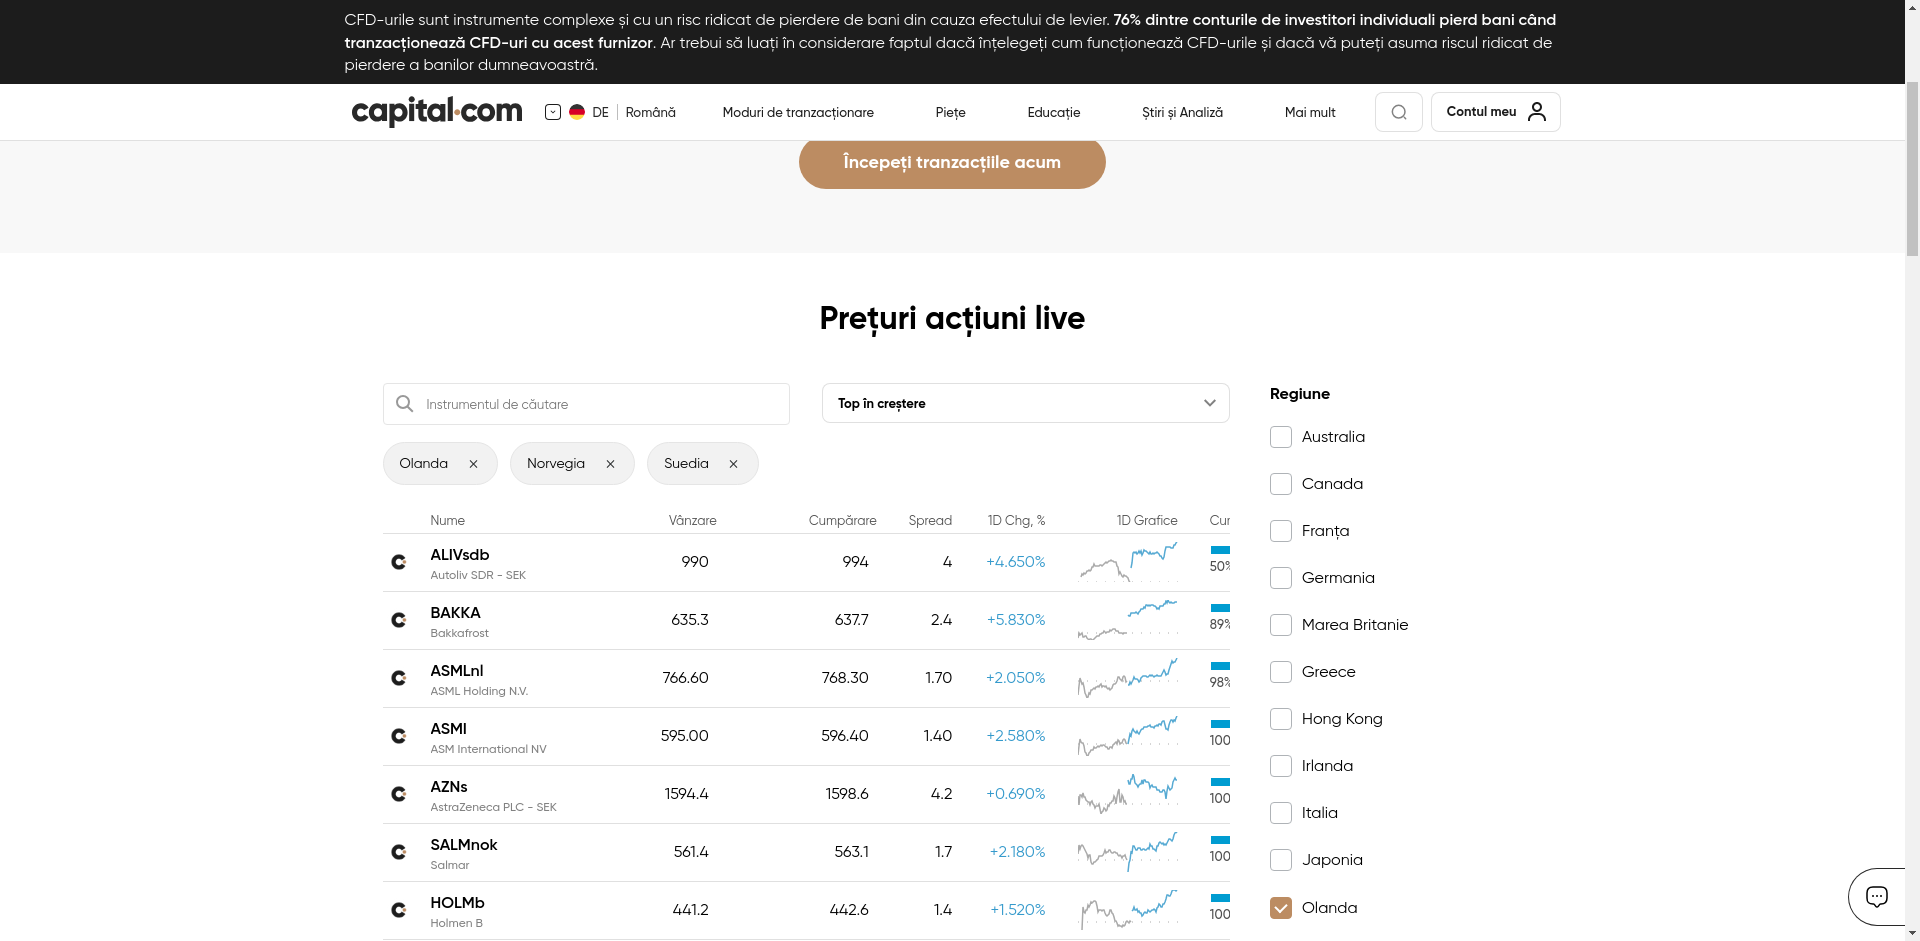 CFD-urile sunt instrumente complexe și cu un risc ridicat de pierdere de bani din cauza efectului de levier. 76% dintre conturile de investitori individuali pierd bani când
tranzacționează CFD-uri cu acest furnizor. Ar trebui să luați în considerare faptul dacă înțelegeți cum funcționează CFD-urile și dacă vă puteți asuma riscul ridicat de
pierdere a banilor dumneavoastră.
capital.com DE Română Moduri de tranzacționare Piețe Educație Știri și Analiză Mai mult Contul meu
Începeți tranzacțiile acum
Prețuri acțiuni live
Instrumentul de căutare
Top în creștere
Olanda Norvegia Suedia
Nume Vânzare Cumpărare Spread 1D Chg, % 1D Grafice Cur
ALIVsdb 990 994 4 +4.650% 50%
Autoliv SDR - SEK
BAKKA 635.3 637.7 2.4 +5.830% 89%
Bakkafrost
ASMLnl 766.60 768.30 1.70 +2.050% 98%
ASML Holding N.V.
ASMI 595.00 596.40 1.40 +2.580% 100
ASM International NV
AZNs 1594.4 1598.6 4.2 +0.690% 100
AstraZeneca PLC - SEK
SALMnok 561.4 563.1 1.7 +2.180% 100
Salmar
HOLMb 441.2 442.6 1.4 +1.520% 100
Holmen B
Regiune
Australia
Canada
Franța
Germania
Marea Britanie
Greece
Hong Kong
Irlanda
Italia
Japonia
Olanda